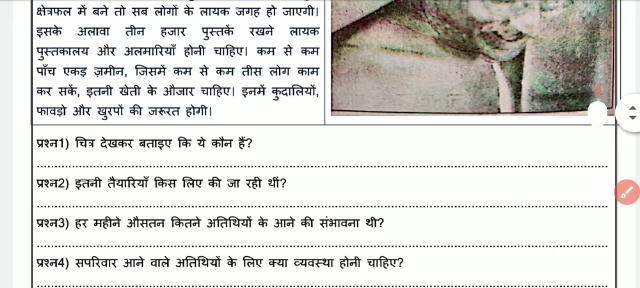 क्षेत्रफल में बने तो सब लोगों के लायक जगह हो जाएगी।
इसके अलावा तीन हजार पुस्तकें रखने लायक
पुस्तकालय और अलमारियाँ होनी चाहिए। कम से कम
पाँच एकड़ ज़मीन, जिसमें कम से कम तीस लोग काम
कर सकें, इतनी खेती के औजार चाहिए। इनमें कुदालियों,
फावड़ो और खुरपों की जरूरत होगी।
प्रश्न1) चित्र देखकर बताइए कि ये कौन हैं?
प्रश्न2) इतनी तैयारियाँ किस लिए की जा रही थीं?
प्रश्न3) हर महीने औसतन कितने अतिथियों के आने की संभावना थी?
प्रश्न4) सपरिवार आने वाले अतिथियों के लिए क्या व्यवस्था होनी चाहिए?